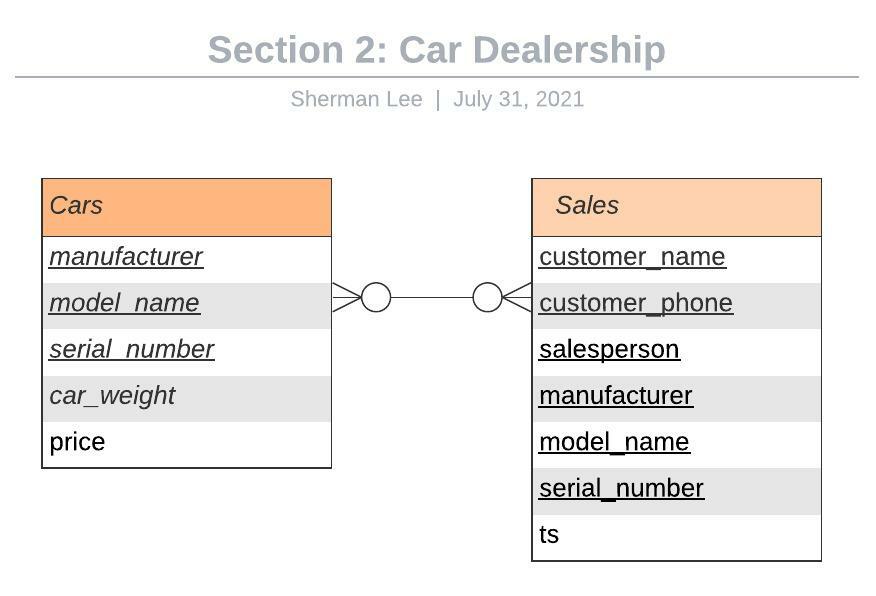 Section 2: Car Dealership
Sherman Lee | July 31, 2021
Cars
manufacturer
model_name
serial_number
car_weight
price
Sales
customer_name
customer_phone
salesperson
manufacturer
model_name
serial_number
ts